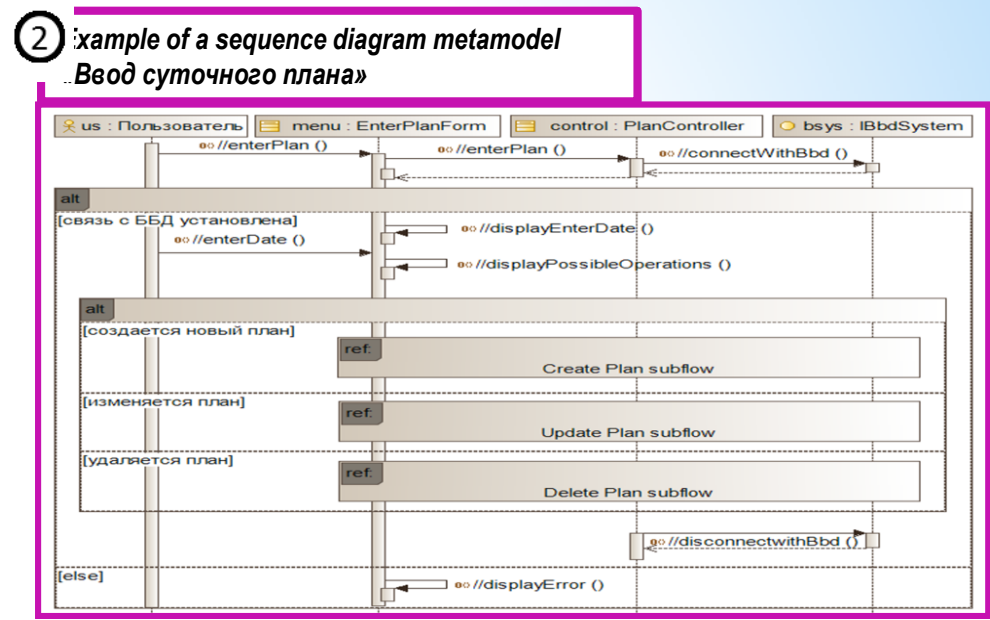 2
Example of a sequence diagram metamodel
«Ввод суточного плана»
us : Пользователь
menu : EnterPlanForm
control : PlanController
bsys : IBbdSystem
//enterPlan ()
//enterPlan ()
//connectWithBbd ()
alt
[связь с ББД установлена]
//displayEnterDate ()
//enterDate ()
//displayPossibleOperations ()
alt
[создается новый план]
ref:
Create Plan subflow
[изменяется план]
ref:
Update Plan subflow
[удаляется план]
ref:
Delete Plan subflow
//disconnectwithBbd ()
[else]
//displayError ()